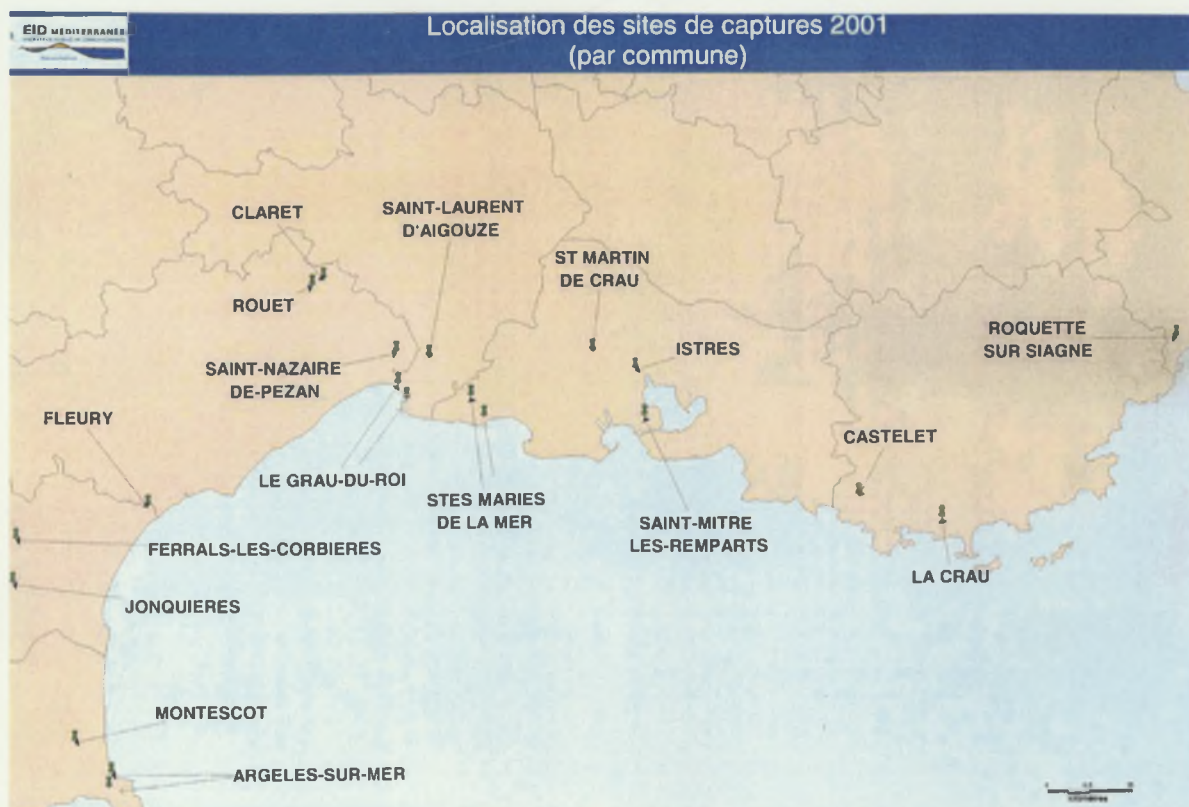 EID MEDITERRANÉE
Localisation des sites de captures 2001
(par commune)
CLARET
SAINT-LAURENT
D'AIGOUZE
ST MARTIN
DE CRAU
ROUET
ROQUETTE
SUR SIAGNE
ISTRES
SAINT-NAZAIRE
DE-PEZAN
FLEURY
CASTELET
LE GRAU-DU-ROI
STES MARIES
DE LA MER
SAINT-MITRE
LES-REMPARTS
FERRALS-LES-CORBIERES
LA CRAU
JONQUIERES
MONTESCOT
ARGELES-SUR-MER